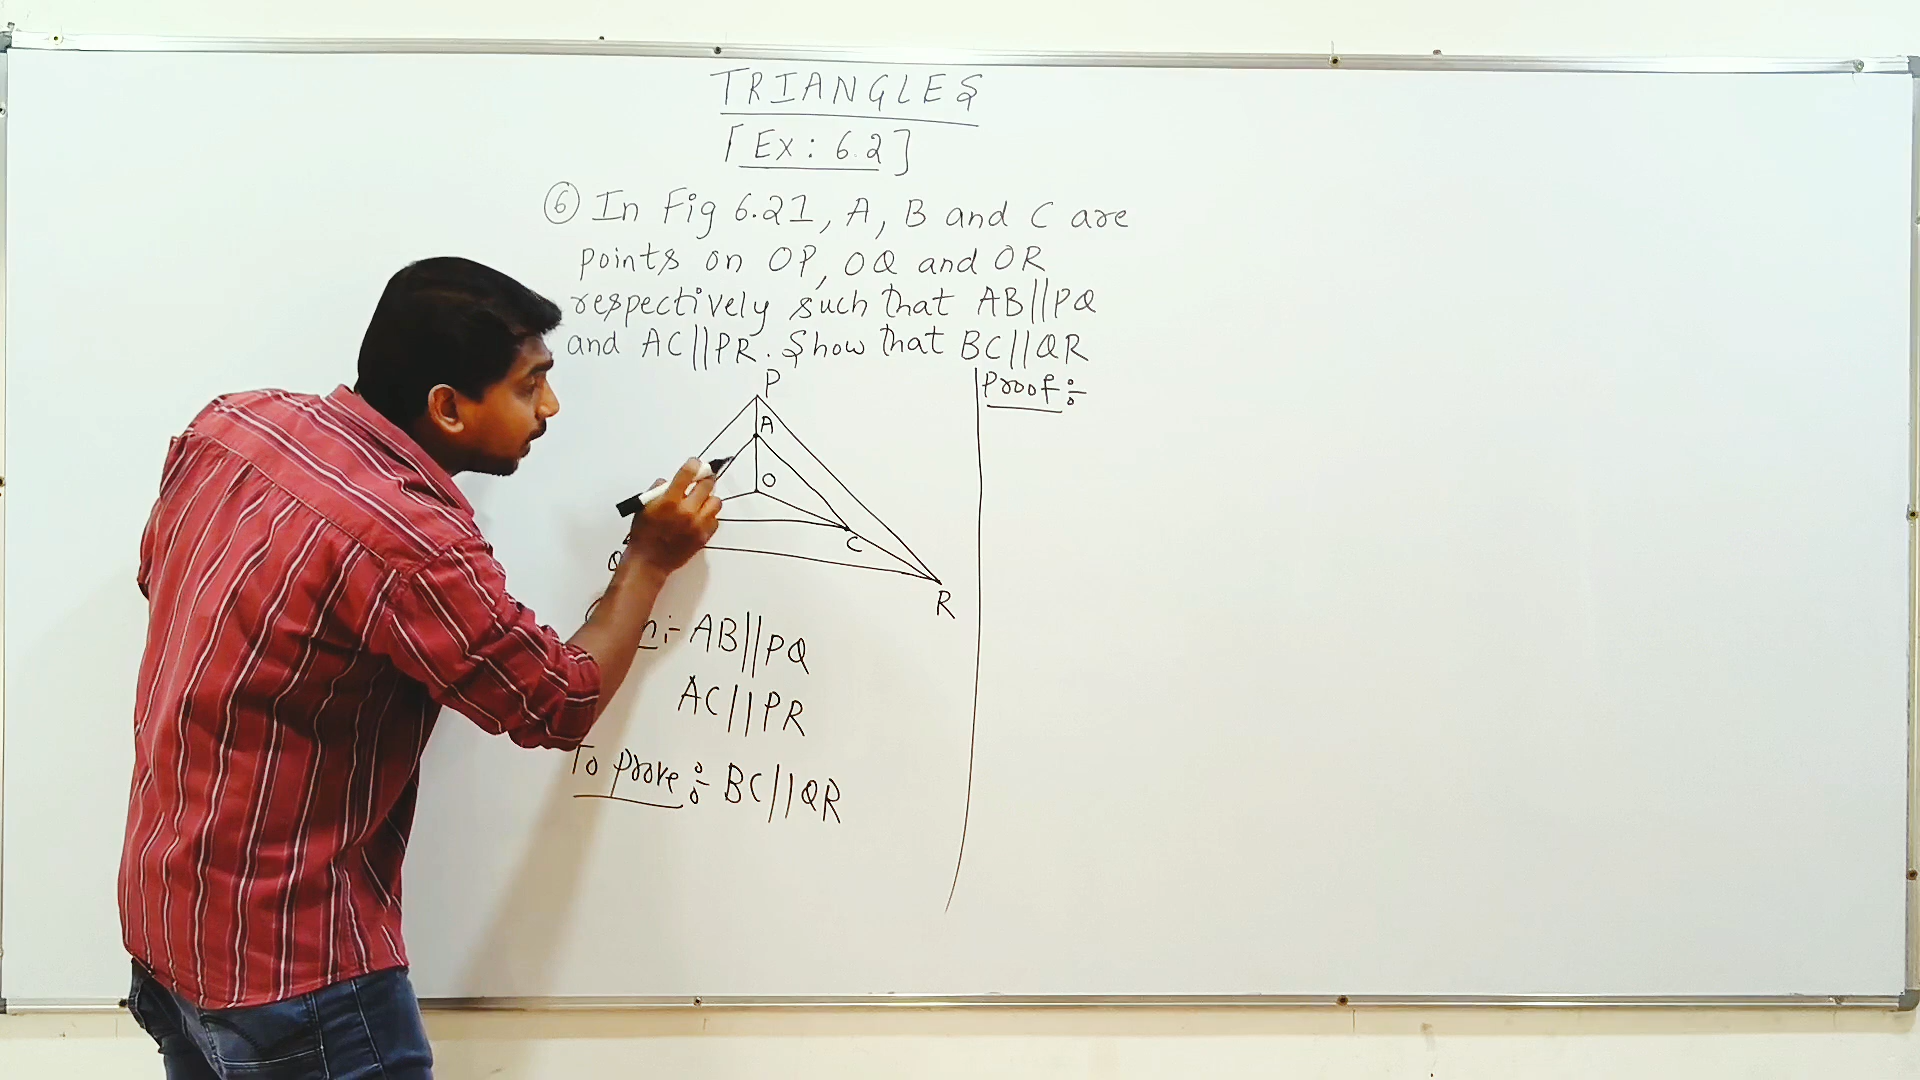 TRIANGLES
[Ex: 6.2]
6 In Fig 6.21, A, B and C are
points on OP, OQ and OR
respectively such that AB||PQ
and AC||PR. Show that BC||QR
P
Proof:
A
O
C
Q
R
AB||PQ
AC||PR
To prove: BC||QR